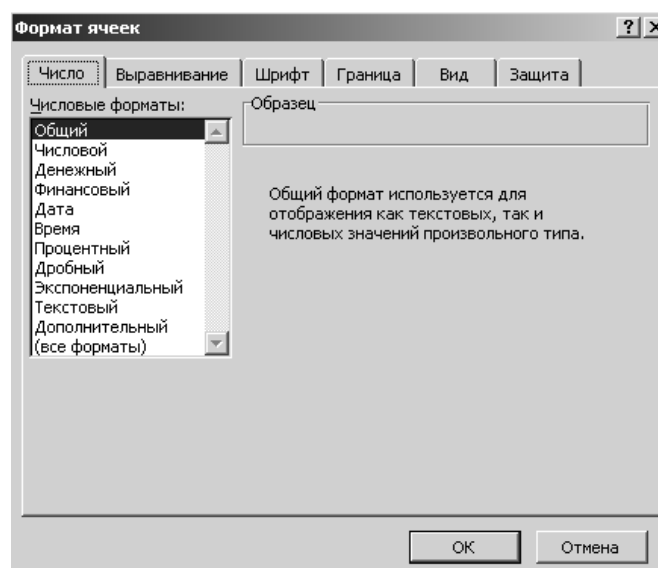 Формат ячеек
Число Выравнивание Шрифт Граница Вид Защита
Числовые форматы:
Образец
Общий
Числовой
Денежный
Финансовый
Дата
Время
Процентный
Дробный
Экспоненциальный
Текстовый
Дополнительный
(все форматы)
Общий формат используется для
отображения как текстовых, так и
числовых значений произвольного типа.
ОК Отмена